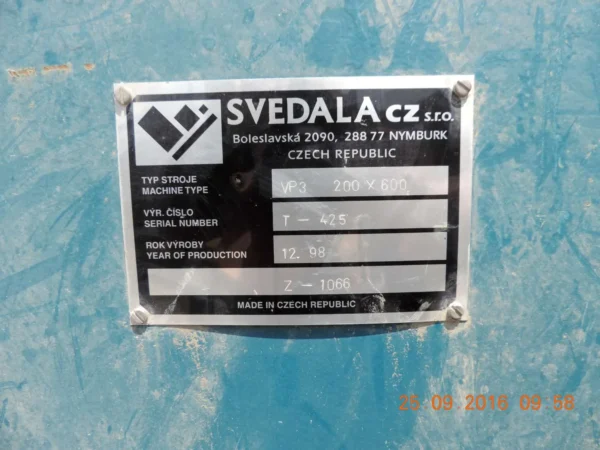 SVEDALA CZ s.r.o.
Boleslavská 2090, 288 77 NYMBURK
CZECH REPUBLIC
TYP STROJE
MACHINE TYPE
VP3 200 X 600
VÝR. ČÍSLO
SERIAL NUMBER
T - 425
ROK VÝROBY
YEAR OF PRODUCTION
12. 98
Z - 1066
MADE IN CZECH REPUBLIC
25.09.2016 09:58